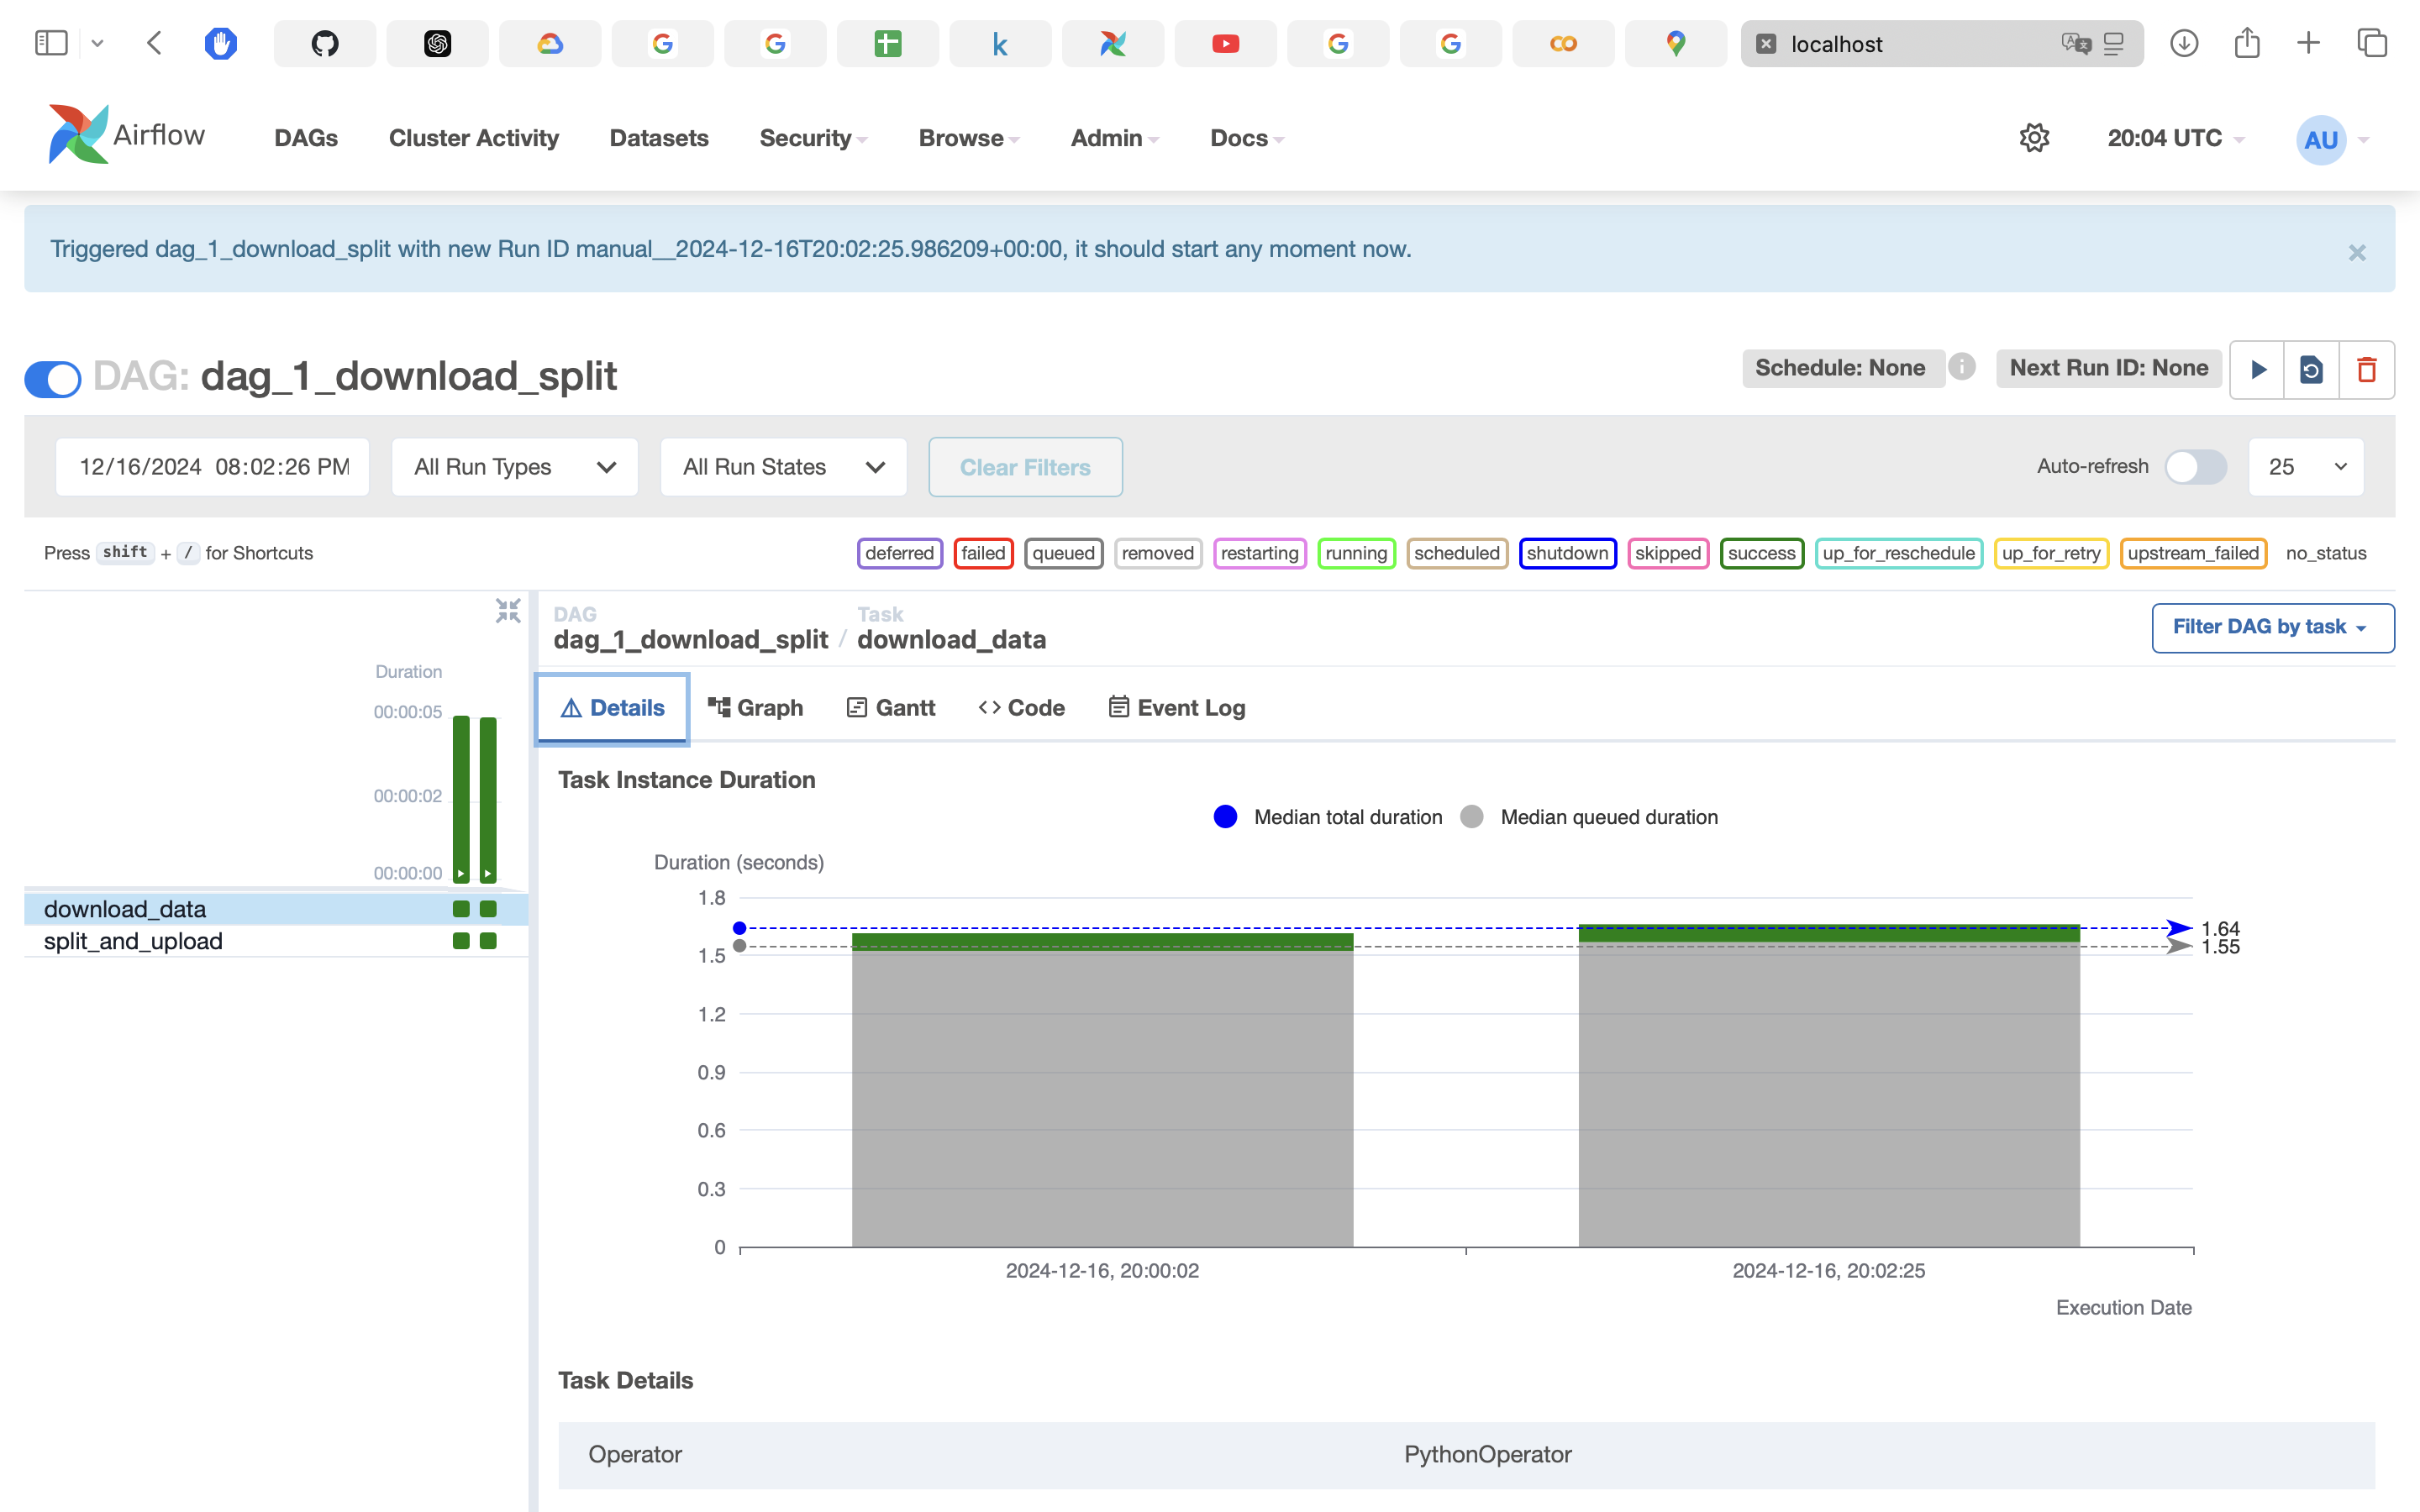 localhost
Airflow DAGs Cluster Activity Datasets Security Browse Admin Docs 20:04 UTC AU
Triggered dag_1_download_split with new Run ID manual__2024-12-16T20:02:25.986209+00:00, it should start any moment now. ×
DAG: dag_1_download_split Schedule: None i Next Run ID: None
12/16/2024 08:02:26 PM All Run Types All Run States Clear Filters Auto-refresh 25
Press shift + / for Shortcuts deferred failed queued removed restarting running scheduled shutdown skipped success up_for_reschedule up_for_retry upstream_failed no_status
DAG Task
dag_1_download_split / download_data Filter DAG by task
Duration
00:00:05
00:00:02
00:00:00
download_data
split_and_upload
Details Graph Gantt <> Code Event Log
Task Instance Duration
Median total duration Median queued duration
Duration (seconds)
1.8
1.5
1.2
0.9
0.6
0.3
0
1.64
1.55
2024-12-16, 20:00:02 2024-12-16, 20:02:25
Execution Date
Task Details
Operator PythonOperator